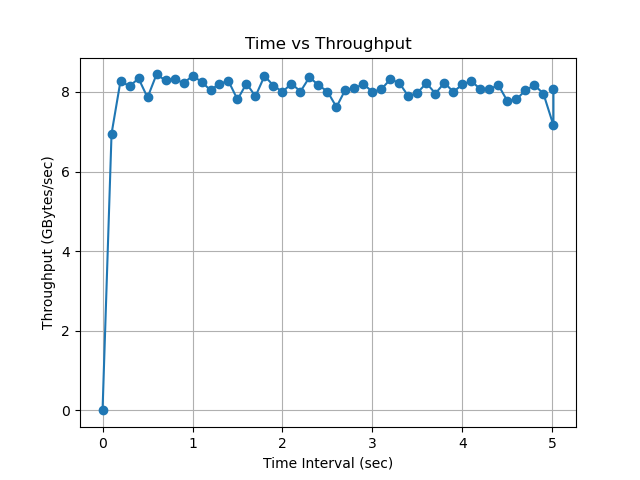 Time vs Throughput
Throughput (GBytes/sec)
8
6
4
2
0
0 1 2 3 4 5
Time Interval (sec)